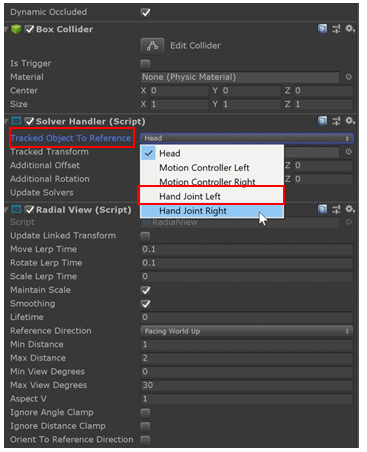 Dynamic Occluded
Box Collider
Edit Collider
Is Trigger
Material None (Physic Material)
Center X 0 Y 0 Z 0
Size X 1 Y 1 Z 1
Solver Handler (Script)
Tracked Object To Reference Head
Tracked Transform
Head
Motion Controller Left
Additional Offset Z 0
Motion Controller Right
Additional Rotation Z 0
Hand Joint Left
Update Solvers
Hand Joint Right
Radial View (Script)
Script RadialView
Update Linked Transform
Move Lerp Time 0.1
Rotate Lerp Time 0.1
Scale Lerp Time 0
Maintain Scale
Smoothing
Lifetime 0
Reference Direction Facing World Up
Min Distance 1
Max Distance 2
Min View Degrees 0
Max View Degrees 30
Aspect V 1
Ignore Angle Clamp
Ignore Distance Clamp
Orient To Reference Direction